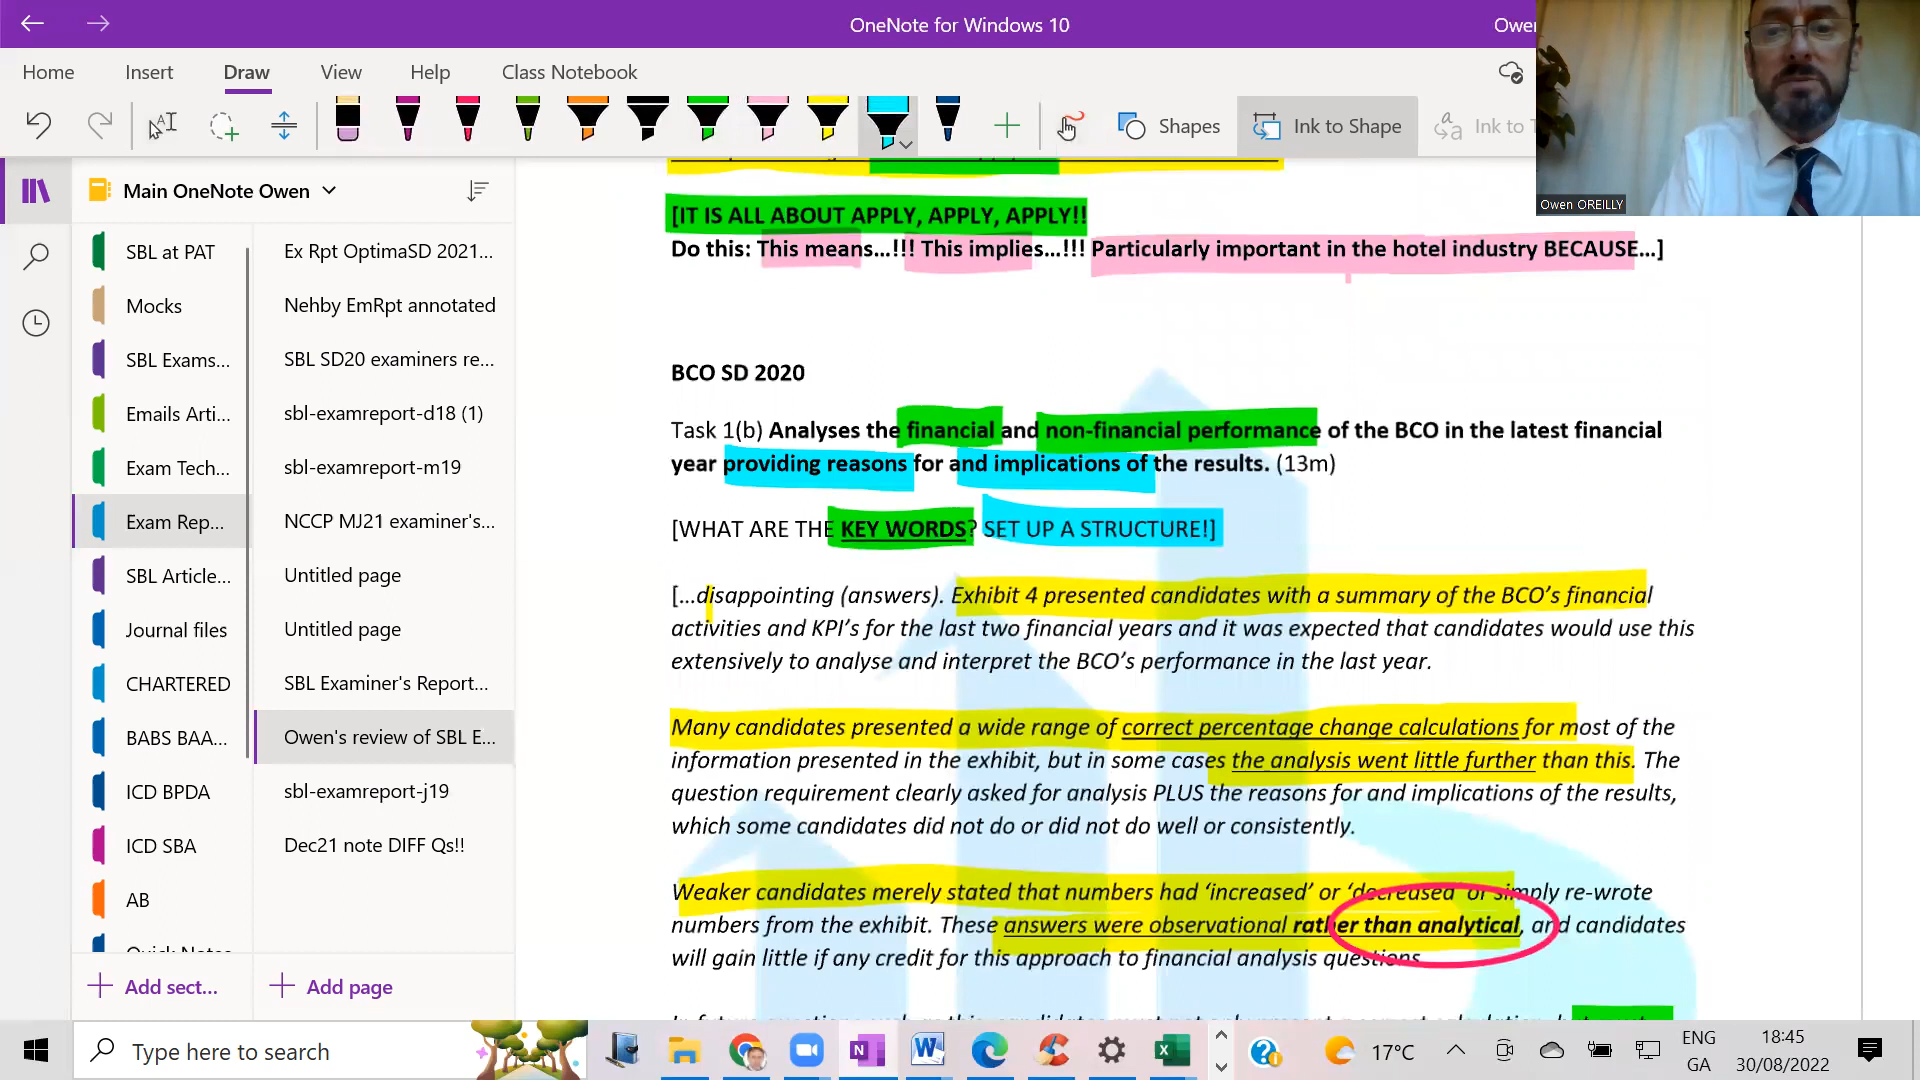 OneNote for Windows 10
Owen
Home Insert Draw View Help Class Notebook
Shapes
Ink to Shape
Ink to T
Owen OREILLY
Main OneNote Owen
SBL at PAT
Mocks
SBL Exams...
Emails Arti...
Exam Tech...
Exam Rep...
SBL Article...
Journal files
CHARTERED
BABS BAA...
ICD BPDA
ICD SBA
AB
Quick Notes
Add sect...
Ex Rpt OptimaSD 2021...
Nehby EmRpt annotated
SBL SD20 examiners re...
sbl-examreport-d18 (1)
sbl-examreport-m19
NCCP MJ21 examiner's...
Untitled page
Untitled page
SBL Examiner's Report...
Owen's review of SBL E...
sbl-examreport-j19
Dec21 note DIFF Qs!!
Add page
[IT IS ALL ABOUT APPLY, APPLY, APPLY!!
Do this: This means...!!! This implies...!!! Particularly important in the hotel industry BECAUSE...]
BCO SD 2020
Task 1(b) Analyses the financial and non-financial performance of the BCO in the latest financial
year providing reasons for and implications of the results. (13m)
[WHAT ARE THE KEY WORDS? SET UP A STRUCTURE!]
[...disappointing (answers). Exhibit 4 presented candidates with a summary of the BCO's financial
activities and KPI's for the last two financial years and it was expected that candidates would use this
extensively to analyse and interpret the BCO's performance in the last year.
Many candidates presented a wide range of correct percentage change calculations for most of the
information presented in the exhibit, but in some cases the analysis went little further than this. The
question requirement clearly asked for analysis PLUS the reasons for and implications of the results,
which some candidates did not do or did not do well or consistently.
Weaker candidates merely stated that numbers had 'increased' or 'decreased' or simply re-wrote
numbers from the exhibit. These answers were observational rather than analytical, and candidates
will gain little if any credit for this approach to financial analysis questions.
Type here to search
17°C
ENG
GA
18:45
30/08/2022